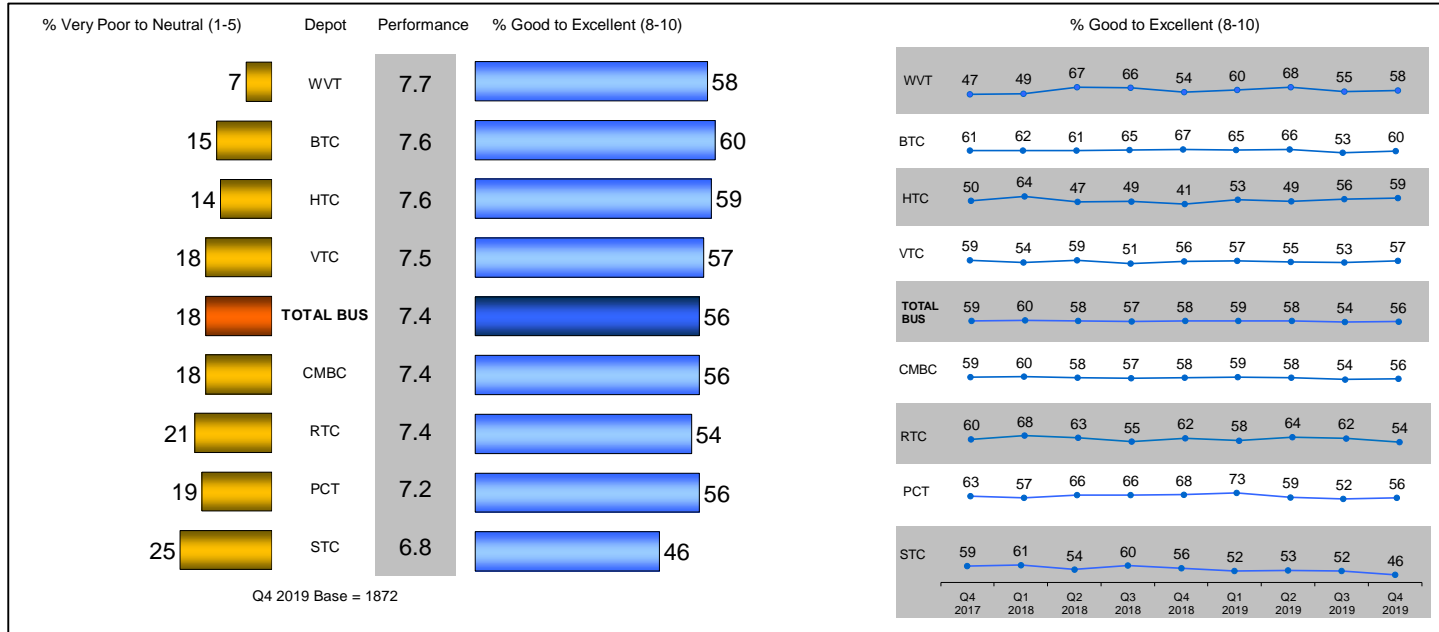 % Very Poor to Neutral (1-5) Depot Performance % Good to Excellent (8-10)
7 WVT 7.7 58
15 BTC 7.6 60
14 HTC 7.6 59
18 VTC 7.5 57
18 TOTAL BUS 7.4 56
18 CMBC 7.4 56
21 RTC 7.4 54
19 PCT 7.2 56
25 STC 6.8 46
Q4 2019 Base = 1872
% Good to Excellent (8-10)
WVT 47 49 67 66 54 60 68 55 58
BTC 61 62 61 65 67 65 66 53 60
HTC 50 64 47 49 41 53 49 56 59
VTC 59 54 59 51 56 57 55 53 57
TOTAL
BUS 59 60 58 57 58 59 58 54 56
CMBC 59 60 58 57 58 59 58 54 56
RTC 60 68 63 55 62 58 64 62 54
PCT 63 57 66 66 68 73 59 52 56
STC 59 61 54 60 56 52 53 52 46
Q4 Q1 Q2 Q3 Q4 Q1 Q2 Q3 Q4
2017 2018 2018 2018 2018 2019 2019 2019 2019